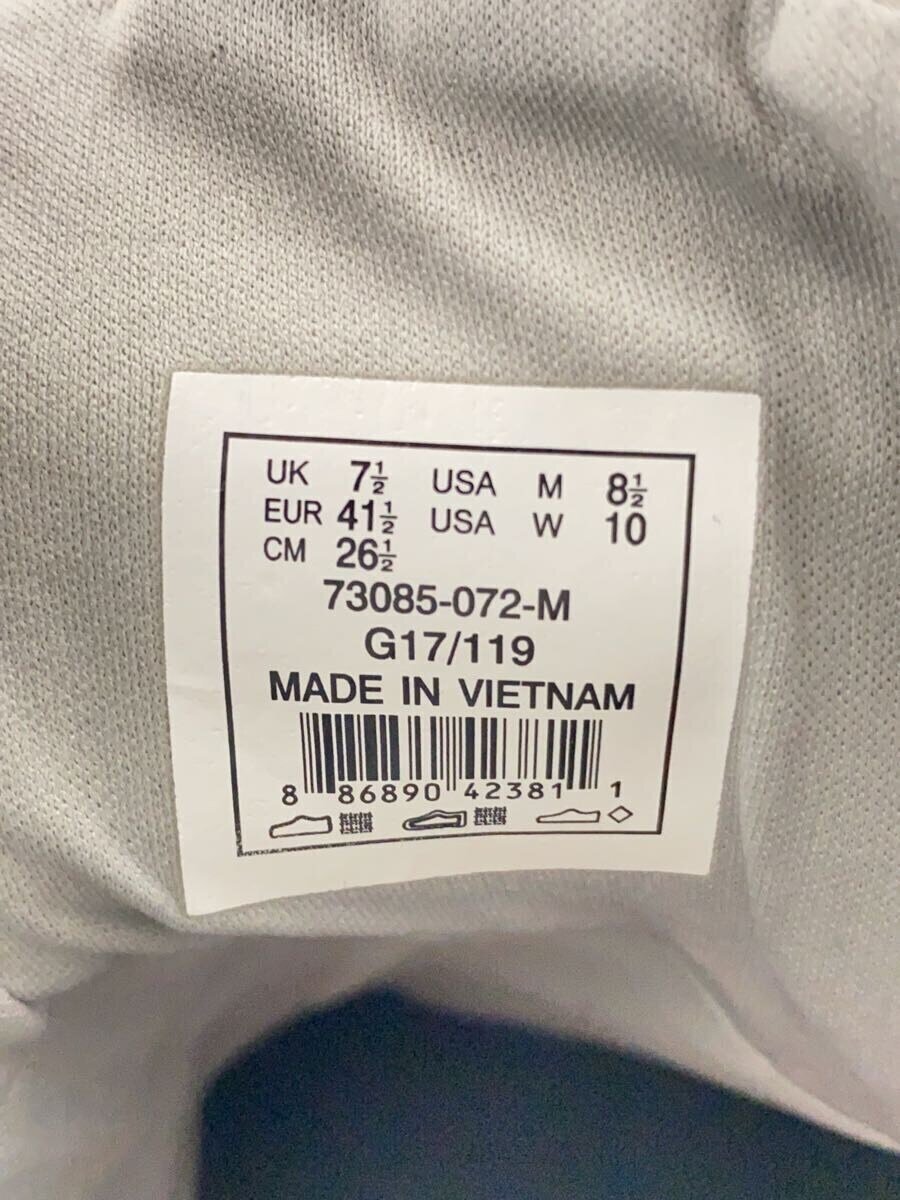 UK 7½ USA M 8½
EUR 41½ USA W 10
CM 26½
73085-072-M
G17/119
MADE IN VIETNAM
8 86890 42381 1